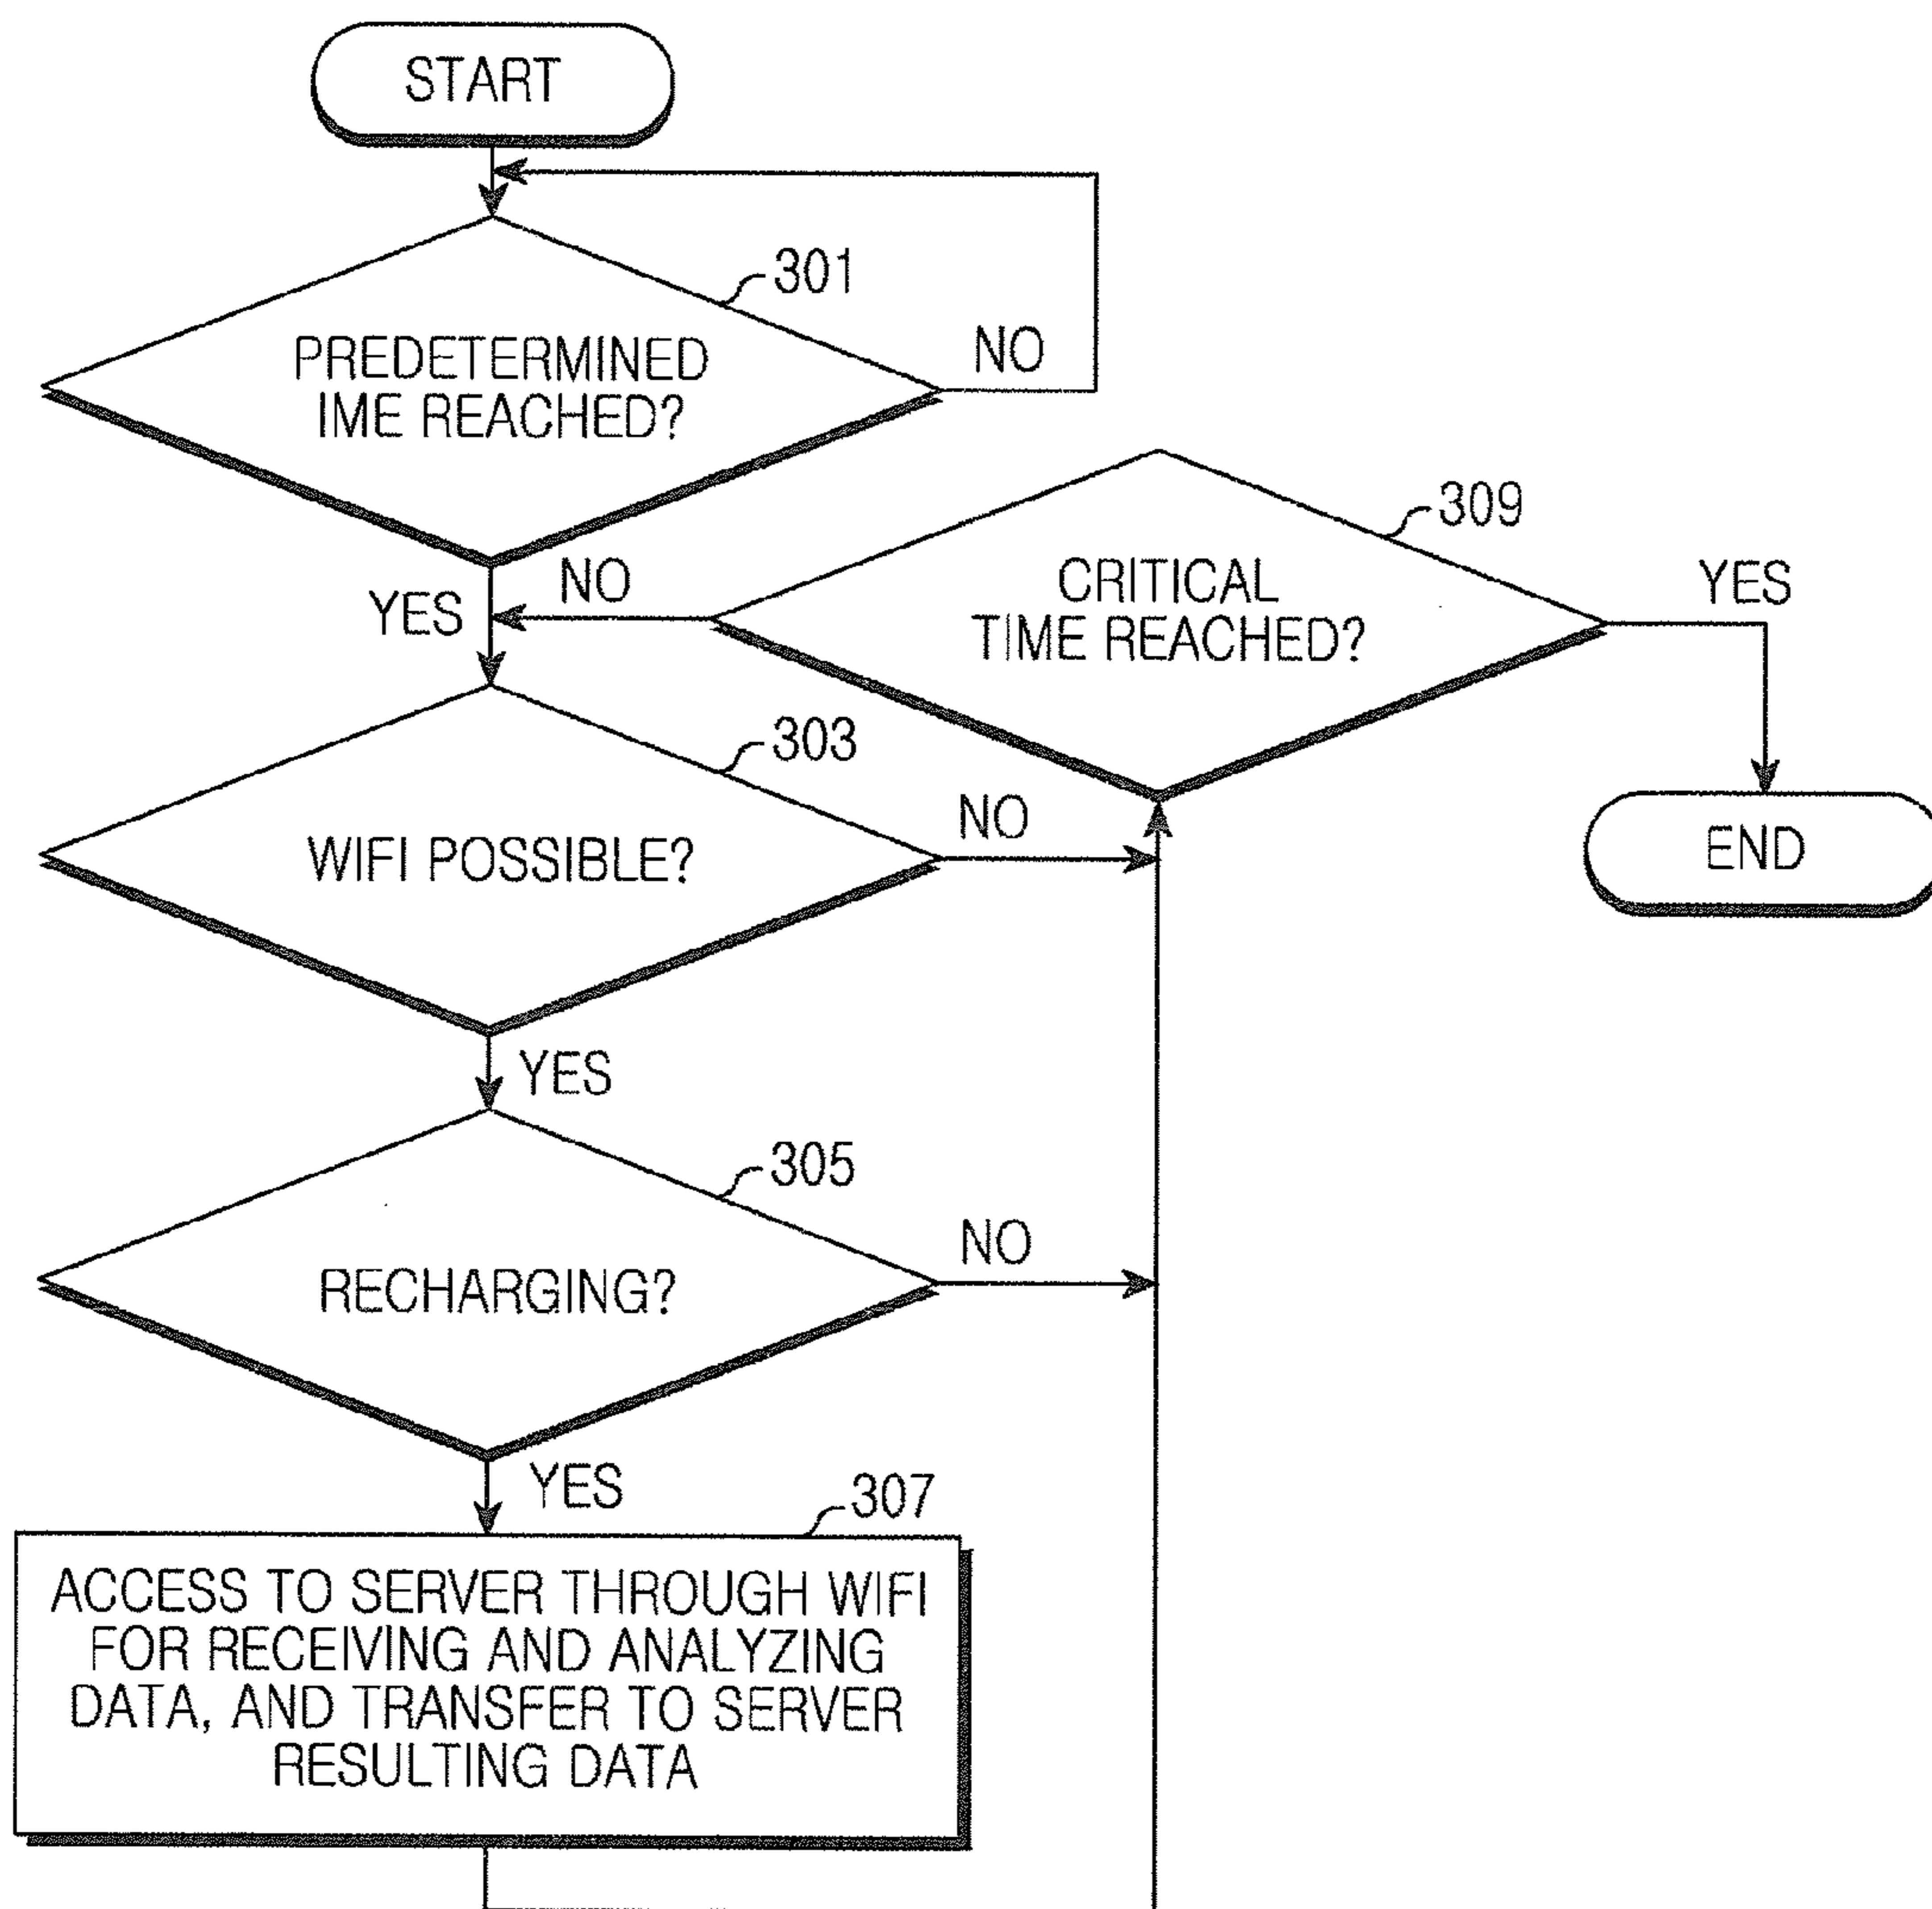 START
301
PREDETERMINED
IME REACHED?
NO
YES
NO
309
CRITICAL
TIME REACHED?
YES
303
WIFI POSSIBLE?
NO
END
YES
305
RECHARGING?
NO
YES
307
ACCESS TO SERVER THROUGH WIFI
FOR RECEIVING AND ANALYZING
DATA, AND TRANSFER TO SERVER
RESULTING DATA